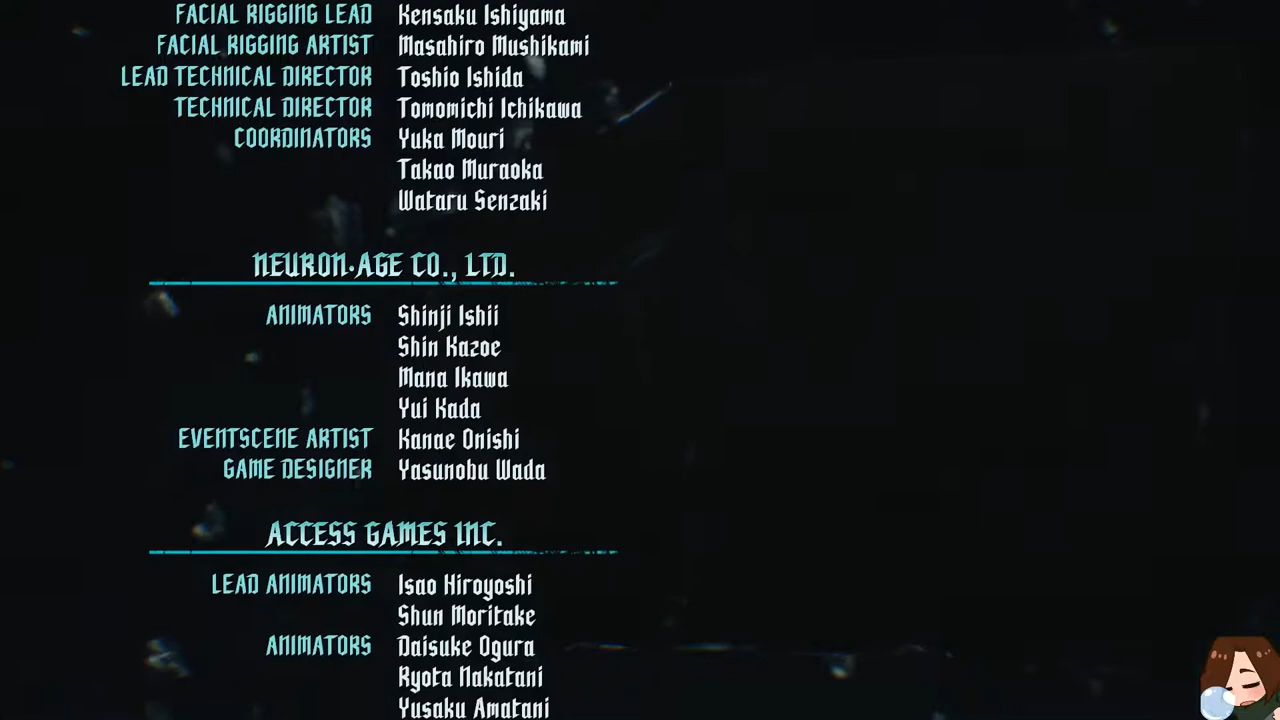 FACIAL RIGGING LEAD Kensaku Ishiyama
FACIAL RIGGING ARTIST Masahiro Mushikami
LEAD TECHNICAL DIRECTOR Toshio Ishida
TECHNICAL DIRECTOR Tomomichi Ichikawa
COORDINATORS Yuka Mouri
Takao Muraoka
Wataru Senzaki
NEURON·AGE CO., LTD.
ANIMATORS Shinji Ishii
Shin Kazoe
Mana Ikawa
Yui Kada
EVENTSCENE ARTIST Kanae Onishi
GAME DESIGNER Yasunobu Wada
ACCESS GAMES INC.
LEAD ANIMATORS Isao Hiroyoshi
Shun Moritake
ANIMATORS Daisuke Ogura
Ryota Nakatani
Yusaku Amatani